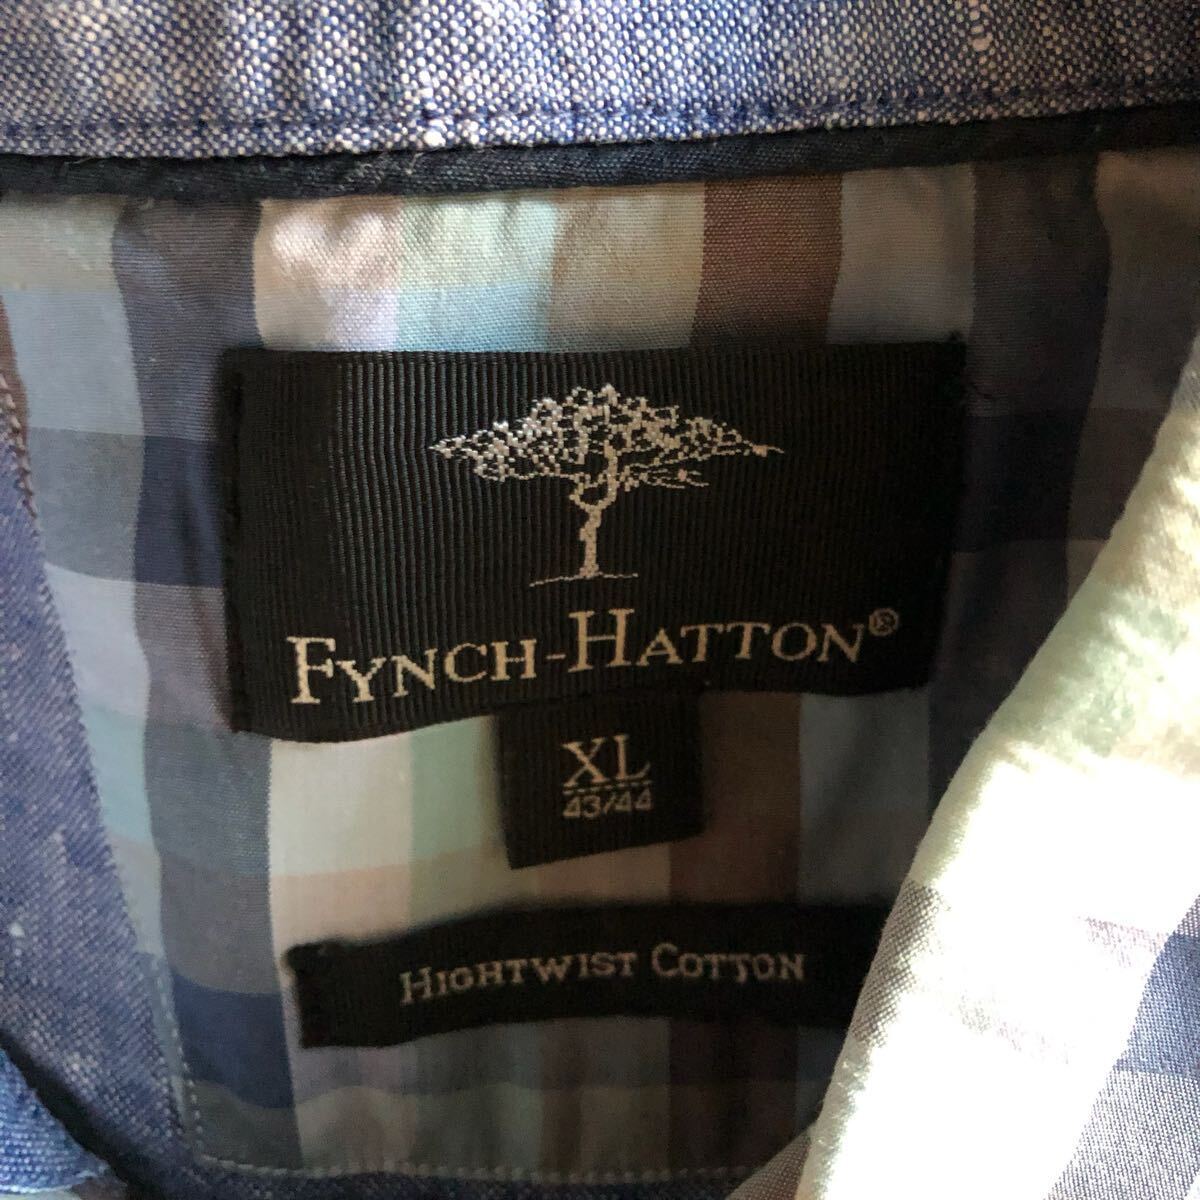 FYNCH-HATTON®
XL
43/44
HIGHTWIST COTTON